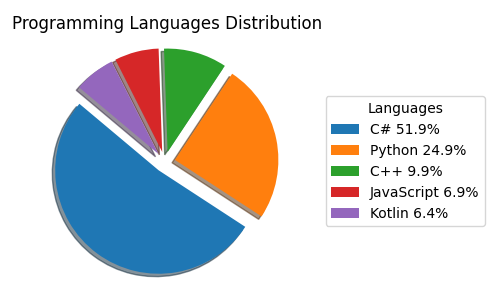 Programming Languages Distribution
Languages
C# 51.9%
Python 24.9%
C++ 9.9%
JavaScript 6.9%
Kotlin 6.4%